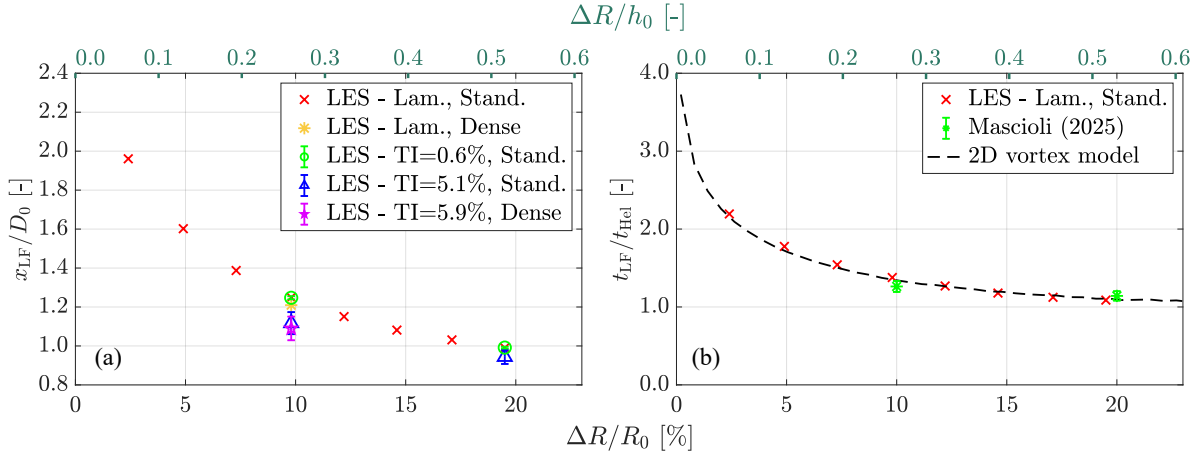 ΔR/h₀ [-]
0.0 0.1 0.2 0.3 0.4 0.5 0.6
2.4
2.2
2.0
1.8
1.6
1.4
1.2
1.0
0.8
x_LF/D₀ [-]
LES - Lam., Stand.
LES - Lam., Dense
LES - TI=0.6%, Stand.
LES - TI=5.1%, Stand.
LES - TI=5.9%, Dense
(a)
0 5 10 15 20
0.0 0.1 0.2 0.3 0.4 0.5 0.6
4.0
3.0
2.0
1.0
0.0
t_LF/t_Hel [-]
LES - Lam., Stand.
Mascioli (2025)
2D vortex model
(b)
0 5 10 15 20
ΔR/R₀ [%]
ΔR/R₀ [%]